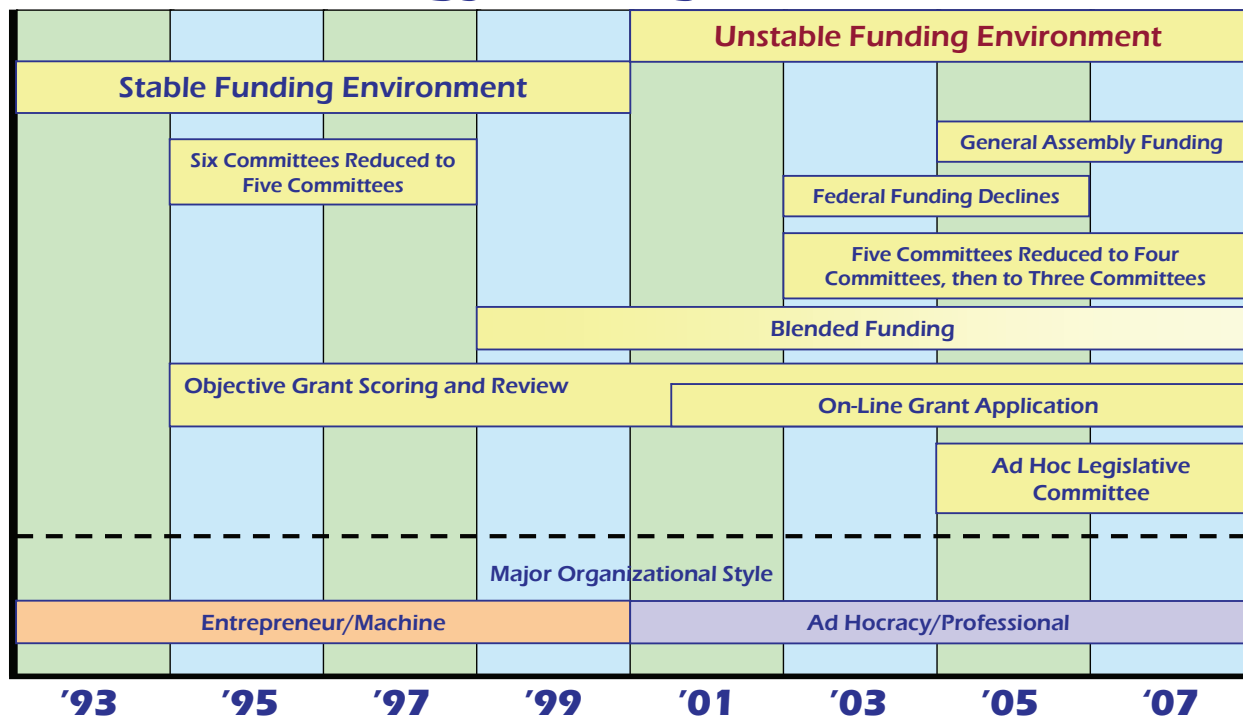 Unstable Funding Environment
Stable Funding Environment
General Assembly Funding
Six Committees Reduced to
Five Committees
Federal Funding Declines
Five Committees Reduced to Four
Committees, then to Three Committees
Blended Funding
Objective Grant Scoring and Review
On-Line Grant Application
Ad Hoc Legislative
Committee
Major Organizational Style
Entrepreneur/Machine
Ad Hocracy/Professional
’93 ’95 ’97 ’99 ’01 ’03 ’05 ‘07